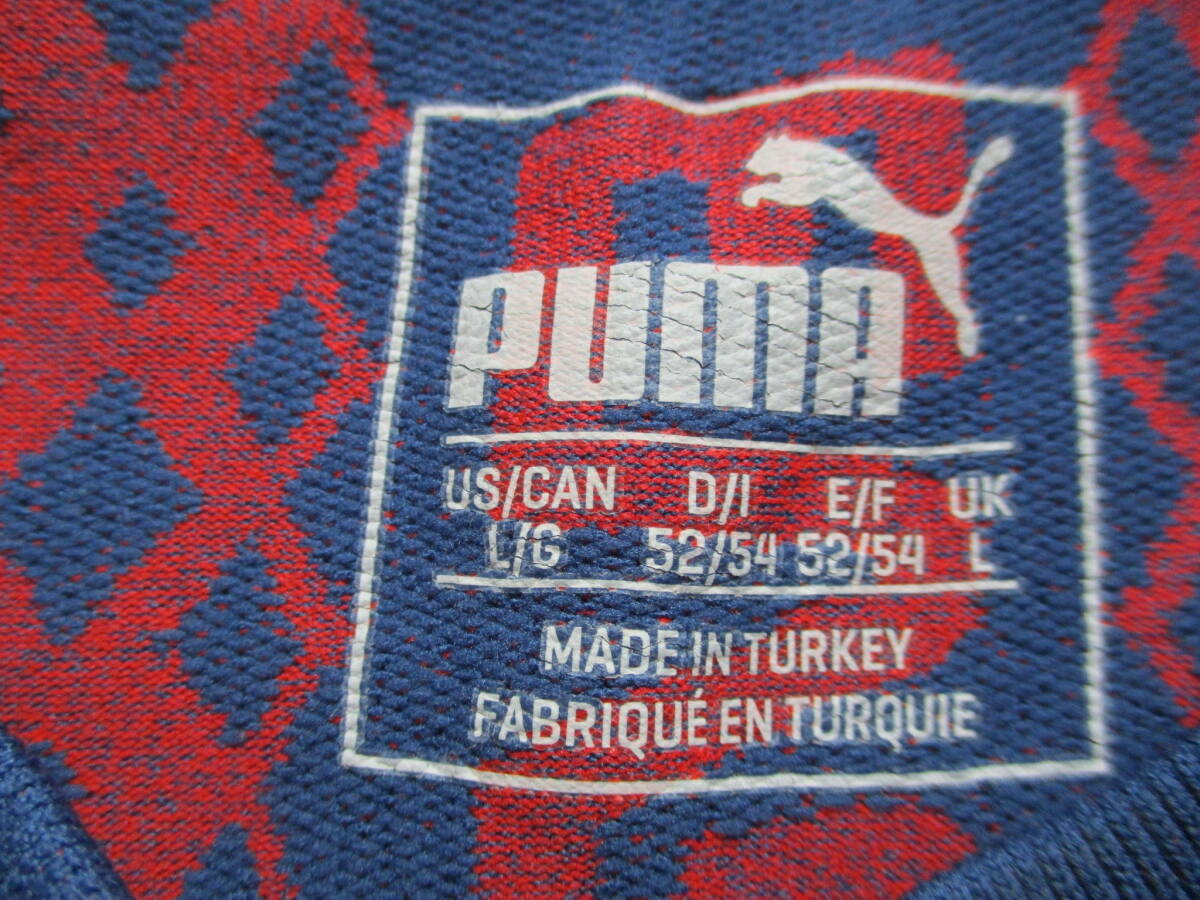 PUMA
US/CAN D/I E/F UK
L/G 52/54 52/54 L
MADE IN TURKEY
FABRIQUÉ EN TURQUIE